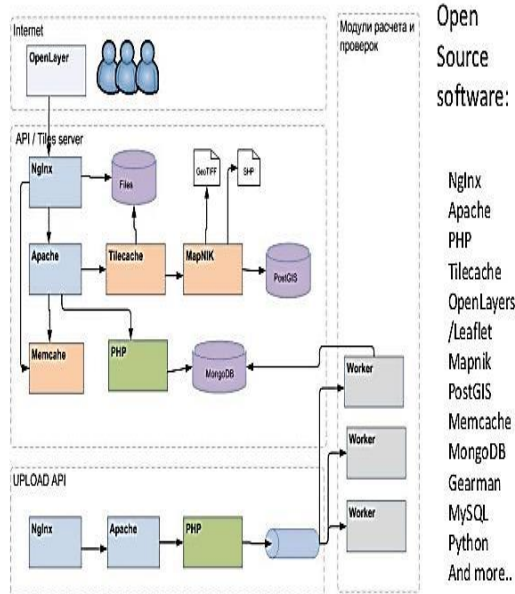 Internet
OpenLayer
API / Tiles server
NgInx
Files
GeoTIFF
SHP
Apache
Tilecache
MapNIK
PostGIS
Memcahe
PHP
MongoDB
UPLOAD API
NgInx
Apache
PHP
Модули расчета и
проверок
Worker
Worker
Worker
Open
Source
software:
NgInx
Apache
PHP
Tilecache
OpenLayers
/Leaflet
Mapnik
PostGIS
Memcache
MongoDB
Gearman
MySQL
Python
And more..